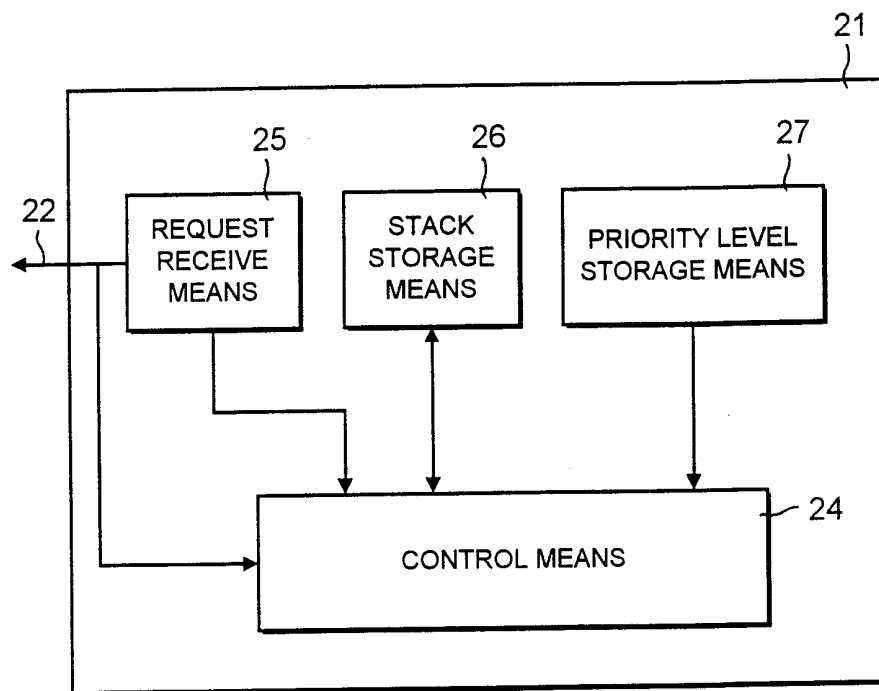 21
25
26
27
22
REQUEST
RECEIVE
MEANS
STACK
STORAGE
MEANS
PRIORITY LEVEL
STORAGE MEANS
24
CONTROL MEANS